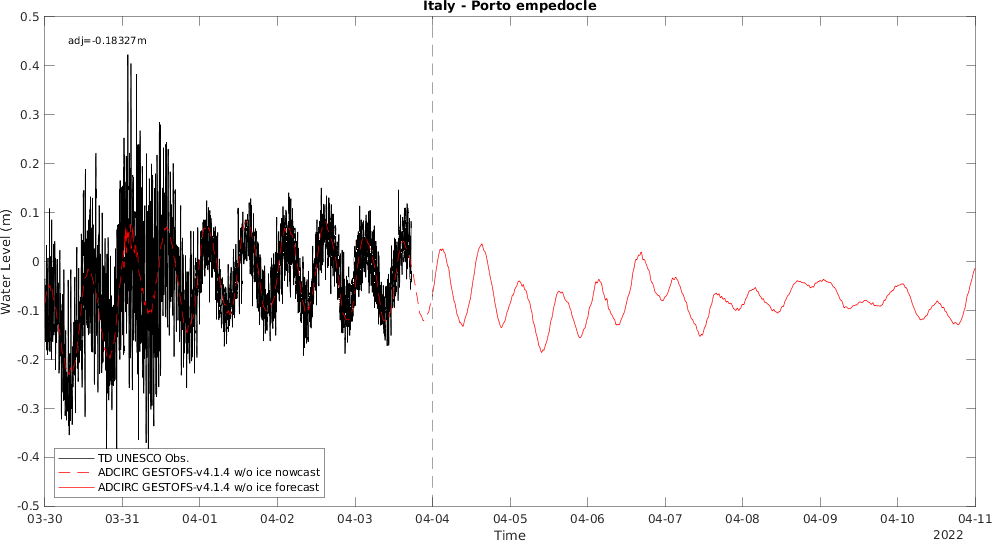 Italy - Porto empedocle
adj=-0.18327m
0.5
0.4
0.3
0.2
0.1
0
-0.1
-0.2
-0.3
-0.4
-0.5
Water Level (m)
TD UNESCO Obs.
ADCIRC GESTOFS-v4.1.4 w/o ice nowcast
ADCIRC GESTOFS-v4.1.4 w/o ice forecast
03-30 03-31 04-01 04-02 04-03 04-04 04-05 04-06 04-07 04-08 04-09 04-10 04-11
Time
2022